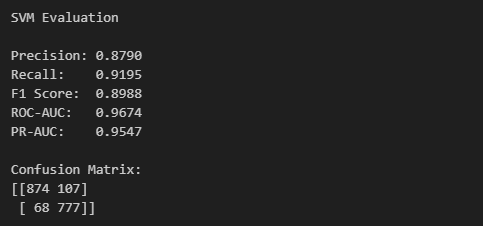 SVM Evaluation
Precision: 0.8790
Recall: 0.9195
F1 Score: 0.8988
ROC-AUC: 0.9674
PR-AUC: 0.9547
Confusion Matrix:
[[874 107]
[ 68 777]]